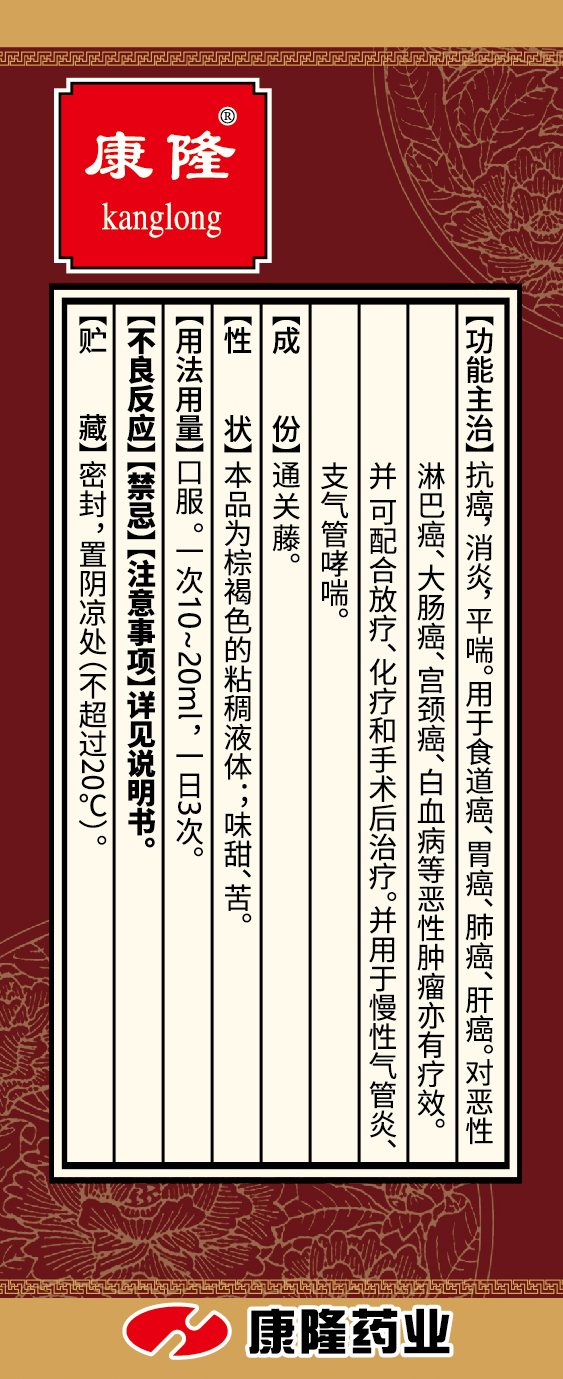 康隆®
kanglong
【功能主治】抗癌，消炎，平喘。用于食道癌、胃癌、肺癌、肝癌。对恶性
淋巴癌、大肠癌、宫颈癌、白血病等恶性肿瘤亦有疗效。
并可配合放疗、化疗和手术后治疗。并用于慢性气管炎、
支气管哮喘。
【成份】通关藤。
【性状】本品为棕褐色的粘稠液体；味甜、苦。
【用法用量】口服。一次10~20ml，一日3次。
【不良反应】【禁忌】【注意事项】详见说明书。
【贮藏】密封，置阴凉处（不超过20℃）。
康隆药业